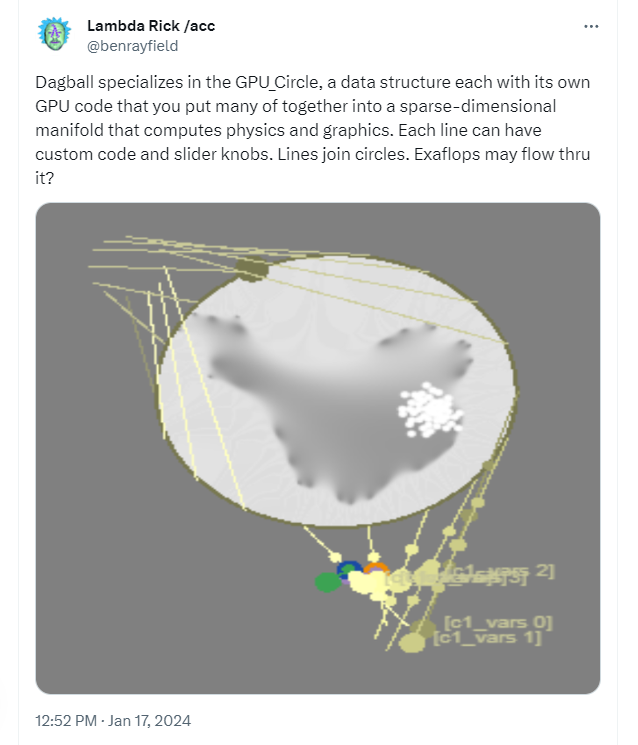 Lambda Rick /acc
@benrayfield
Dagball specializes in the GPU_Circle, a data structure each with its own
GPU code that you put many of together into a sparse-dimensional
manifold that computes physics and graphics. Each line can have
custom code and slider knobs. Lines join circles. Exaflops may flow thru
it?
[c1_vars 2]
[c1_vars 0]
[c1_vars 1]
12:52 PM · Jan 17, 2024